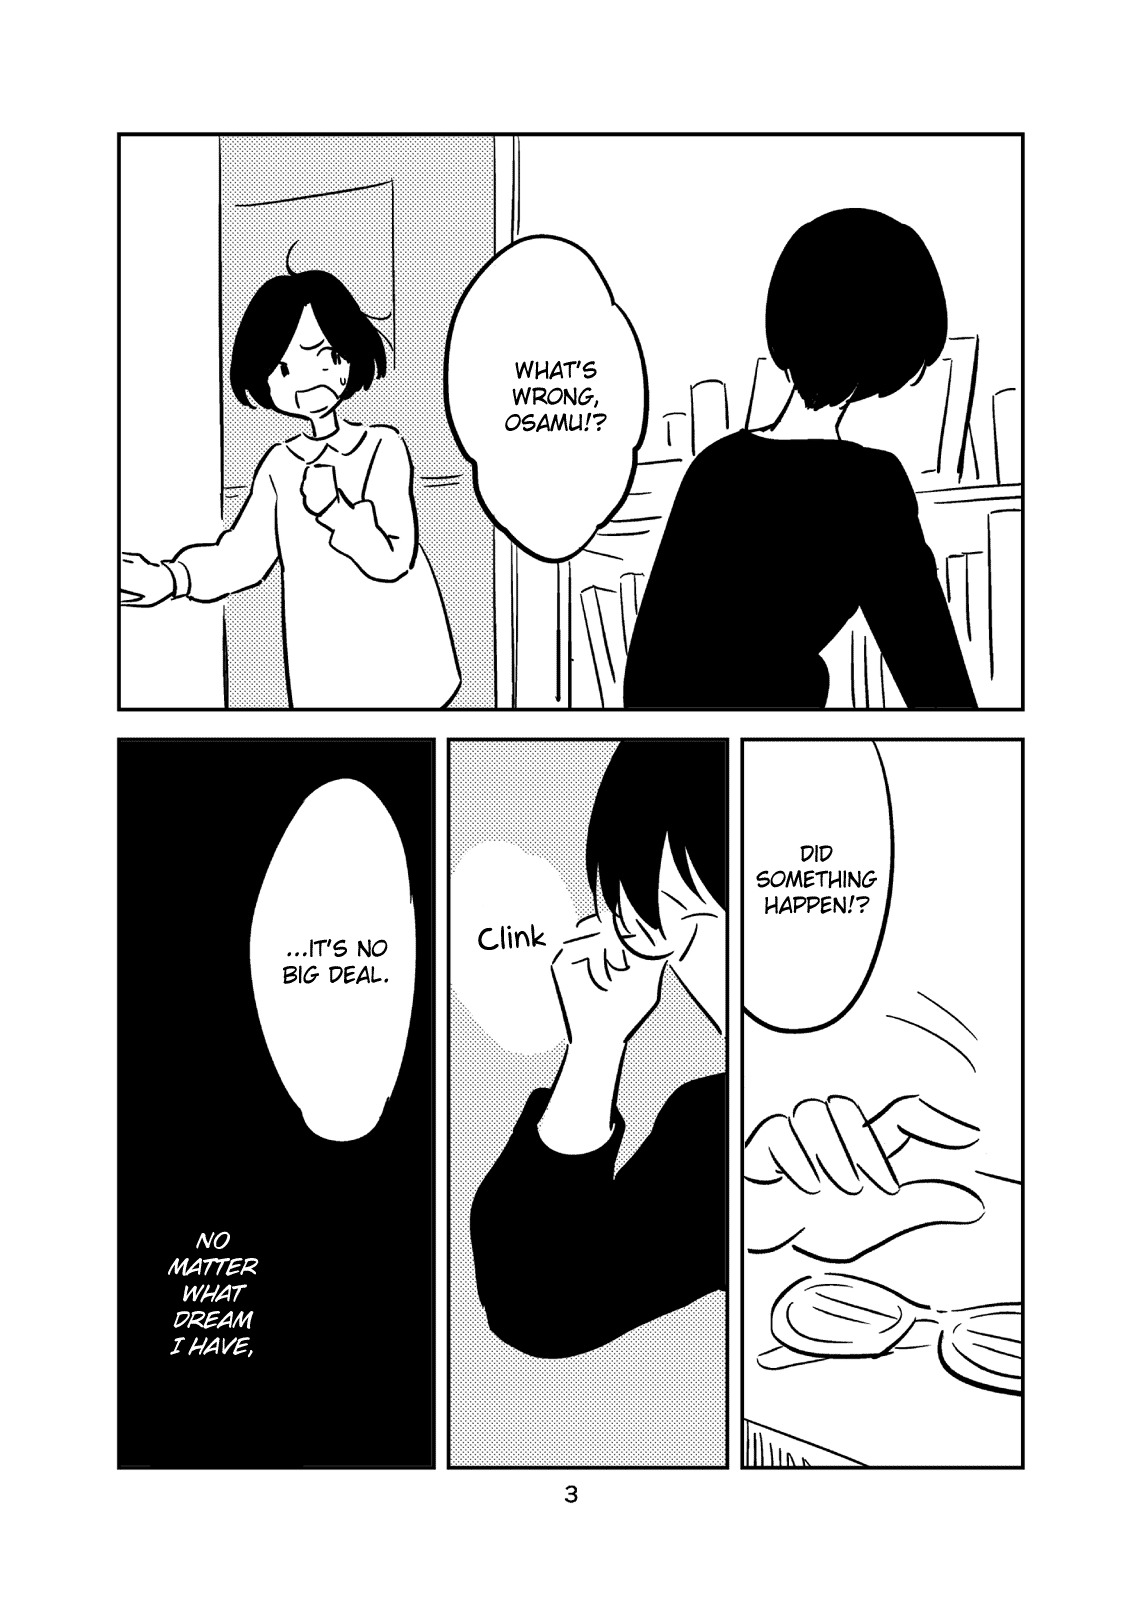 WHAT'S
WRONG,
OSAMU!?
DID
SOMETHING
HAPPEN!?
Clink
...IT'S NO
BIG DEAL.
NO
MATTER
WHAT
DREAM
I HAVE,
3